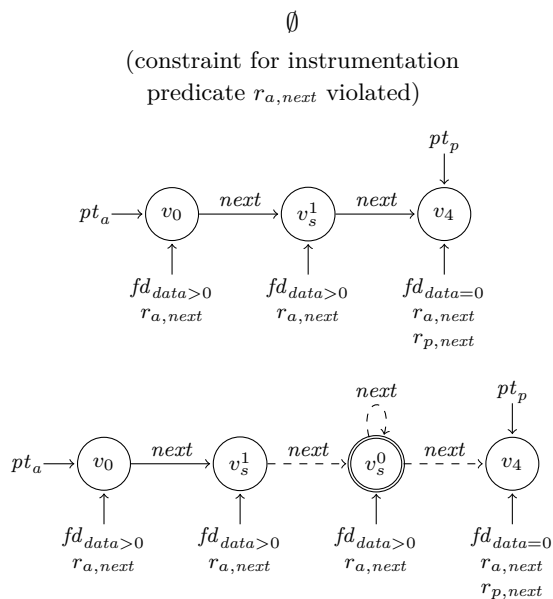 ∅
(constraint for instrumentation
predicate r_{a,next} violated)
pt_p
pt_a v_0 next v_s^1 next v_4
fd_{data>0} fd_{data>0} fd_{data=0}
r_{a,next} r_{a,next} r_{a,next}
r_{p,next}
next
pt_p
pt_a v_0 next v_s^1 next v_s^0 next v_4
fd_{data>0} fd_{data>0} fd_{data>0} fd_{data=0}
r_{a,next} r_{a,next} r_{a,next} r_{a,next}
r_{p,next}